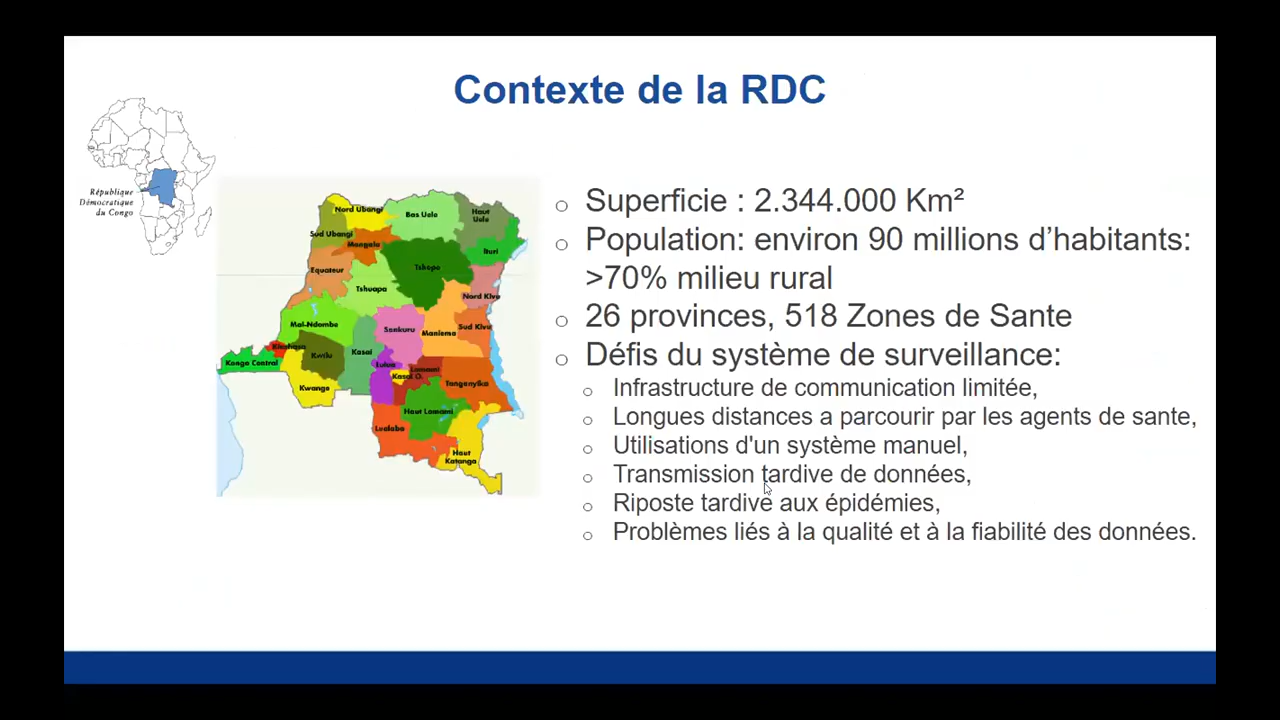 Contexte de la RDC
République
Démocratique
du Congo
Nord Ubangi
Bas Uele
Haut
Uele
Sud Ubangi
Mongala
Ituri
Equateur
Tshopo
Tshuapa
Nord Kivu
Mai-Ndombe
Sankuru
Maniema
Sud Kivu
Kinshasa
Kwilu
Kasai
Kongo Central
Lulua
Lomami
Kasai O.
Kwango
Tanganyika
Haut Lomami
Lualaba
Haut
Katanga
o Superficie : 2.344.000 Km²
o Population: environ 90 millions d’habitants:
>70% milieu rural
o 26 provinces, 518 Zones de Sante
o Défis du système de surveillance:
o Infrastructure de communication limitée,
o Longues distances a parcourir par les agents de sante,
o Utilisations d'un système manuel,
o Transmission tardive de données,
o Riposte tardive aux épidémies,
o Problèmes liés à la qualité et à la fiabilité des données.